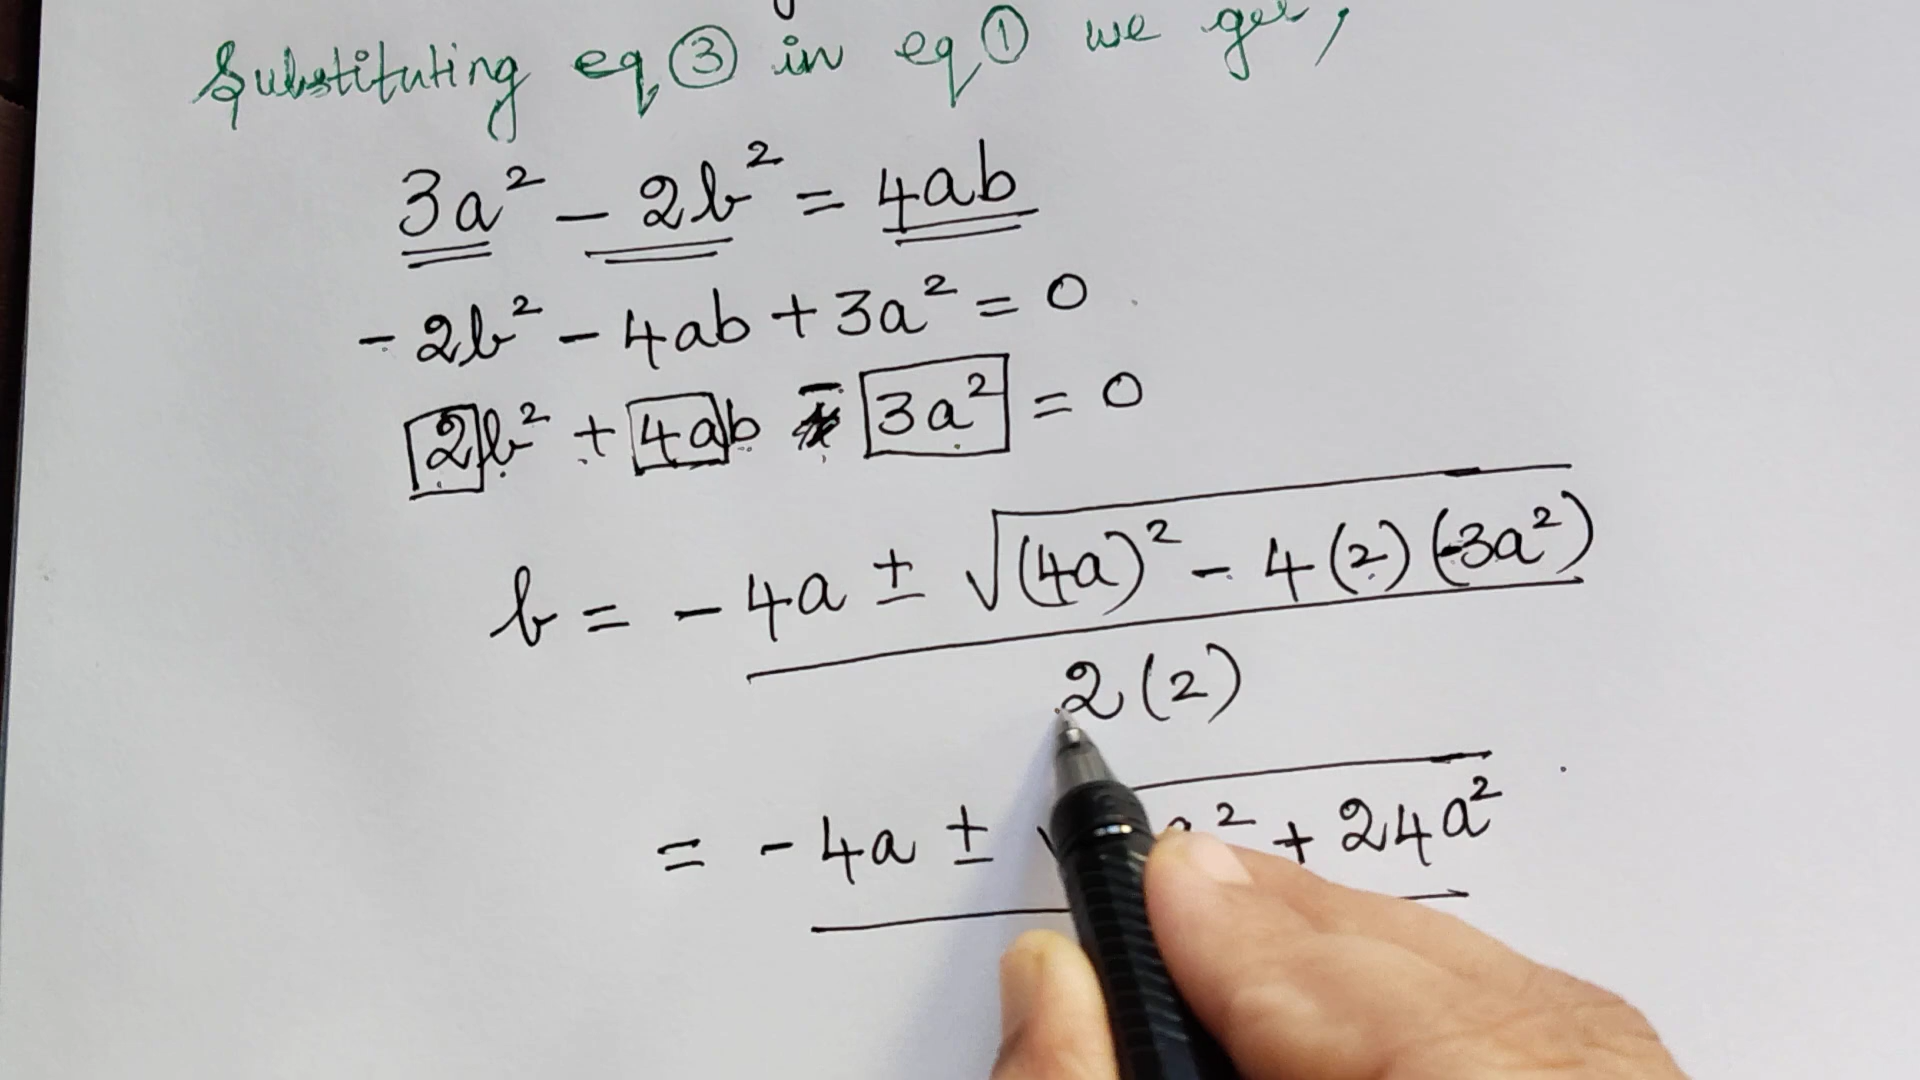 Substituting eq ③ in eq ① we get,
3a² - 2b² = 4ab
- 2b² - 4ab + 3a² = 0
2b² + 4ab - 3a² = 0
b = - 4a ± √(4a)² - 4(2)(-3a²)
2(2)
= - 4a ± √ a² + 24a²